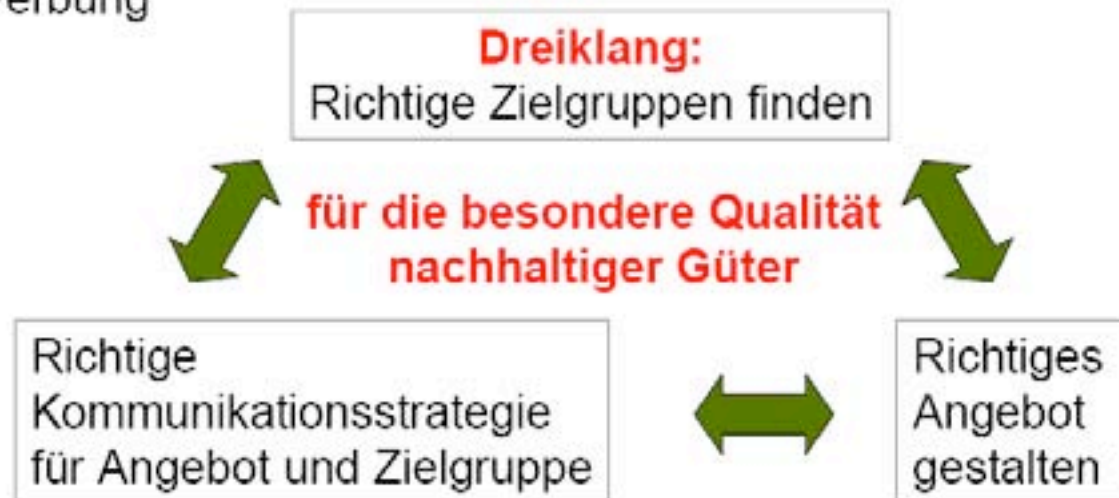 Dreiklang:
Richtige Zielgruppen finden
für die besondere Qualität
nachhaltiger Güter
Richtige
Kommunikationsstrategie
für Angebot und Zielgruppe
Richtiges
Angebot
gestalten